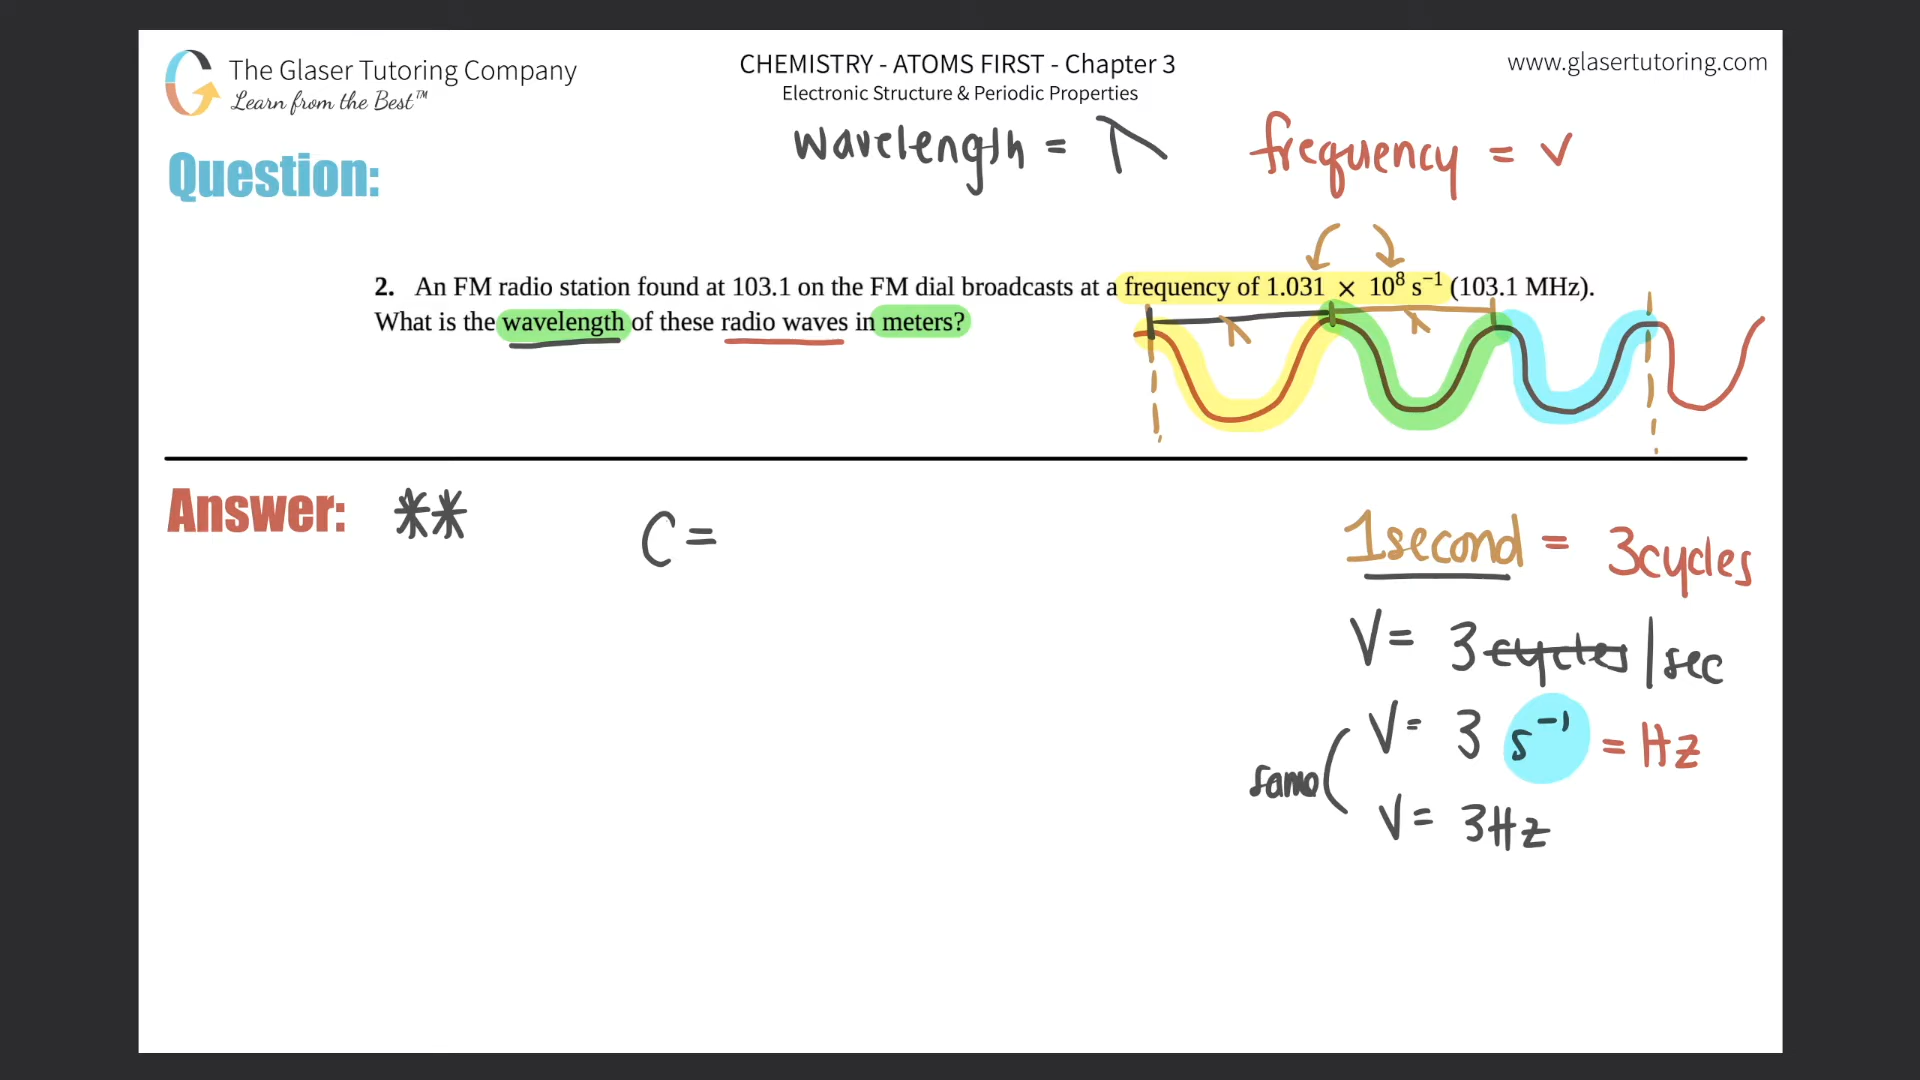 The Glaser Tutoring Company
Learn from the Best™
CHEMISTRY - ATOMS FIRST - Chapter 3
Electronic Structure & Periodic Properties
www.glasertutoring.com
wavelength = λ
frequency = ν
Question:
2. An FM radio station found at 103.1 on the FM dial broadcasts at a frequency of 1.031 × 10⁸ s⁻¹ (103.1 MHz).
What is the wavelength of these radio waves in meters?
λ λ
Answer: **
C =
1second = 3cycles
V = 3 cycles/sec
V = 3 s⁻¹ = Hz
same
V = 3Hz